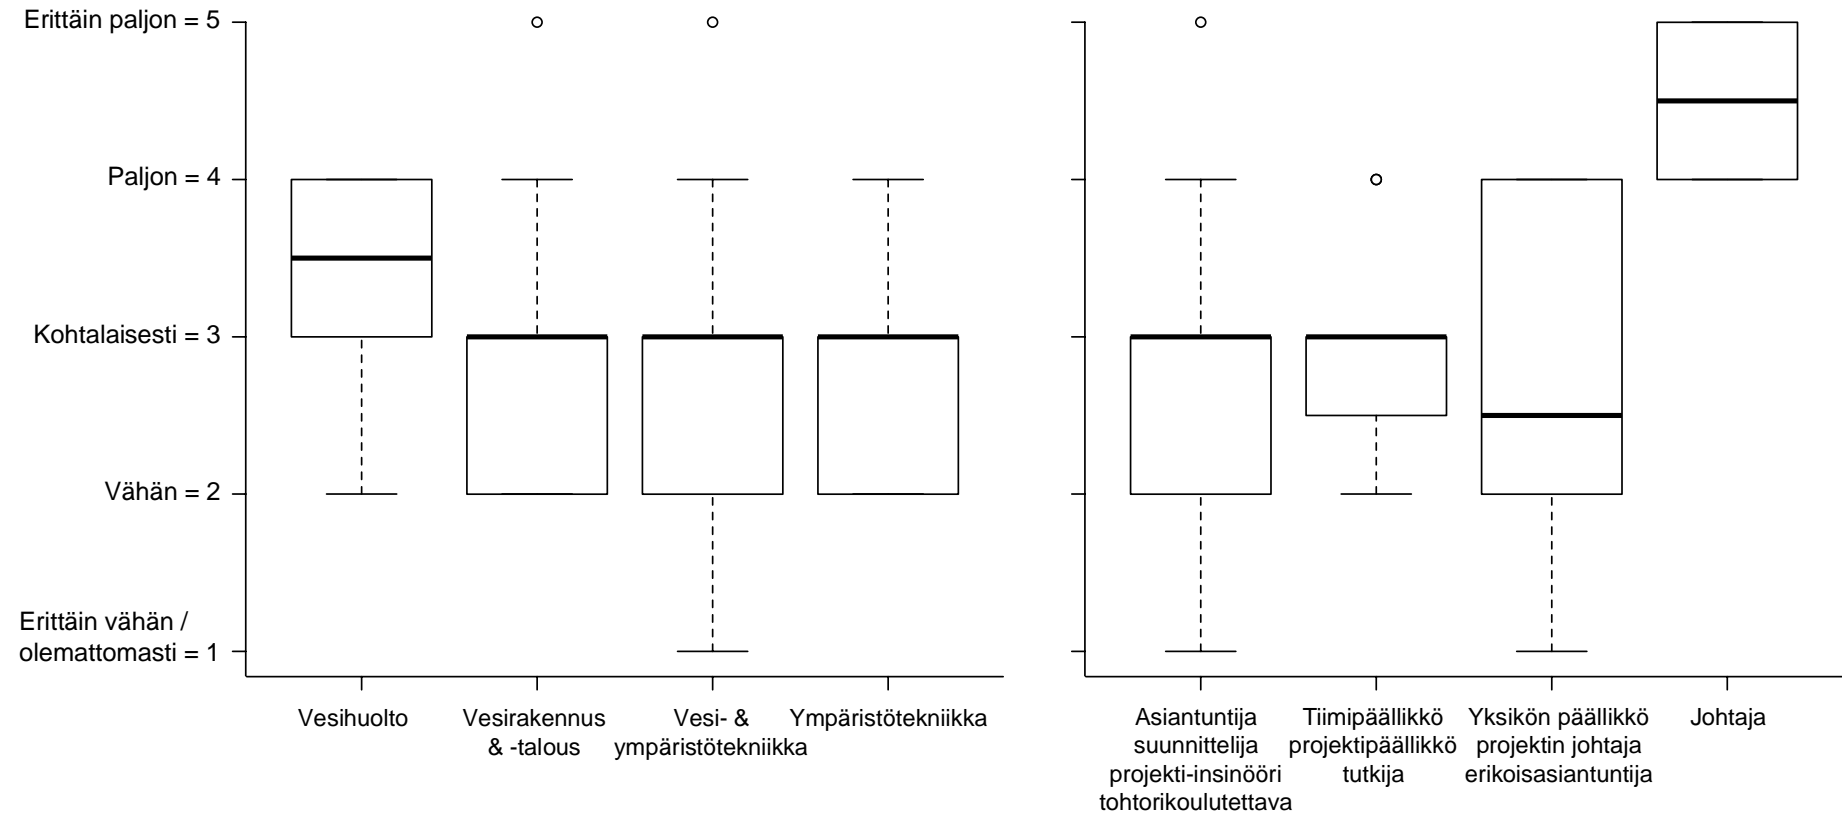 Erittäin paljon = 5
Paljon = 4
Kohtalaisesti = 3
Vähän = 2
Erittäin vähän /
olemattomasti = 1
Vesihuolto
Vesirakennus
& -talous
Vesi- &
ympäristötekniikka
Ympäristötekniikka
Asiantuntija
suunnittelija
projekti-insinööri
tohtorikoulutettava
Tiimipäällikkö
projektipäällikkö
tutkija
Yksikön päällikkö
projektin johtaja
erikoisasiantuntija
Johtaja